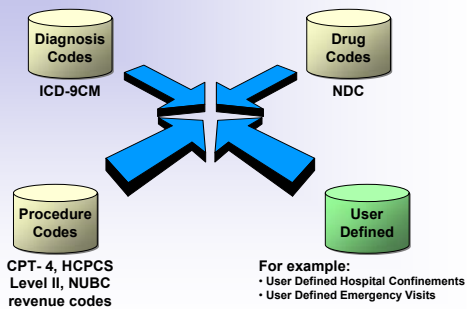 Diagnosis
Codes
ICD-9CM
Drug
Codes
NDC
Procedure
Codes
CPT- 4, HCPCS
Level II, NUBC
revenue codes
User
Defined
For example:
• User Defined Hospital Confinements
• User Defined Emergency Visits